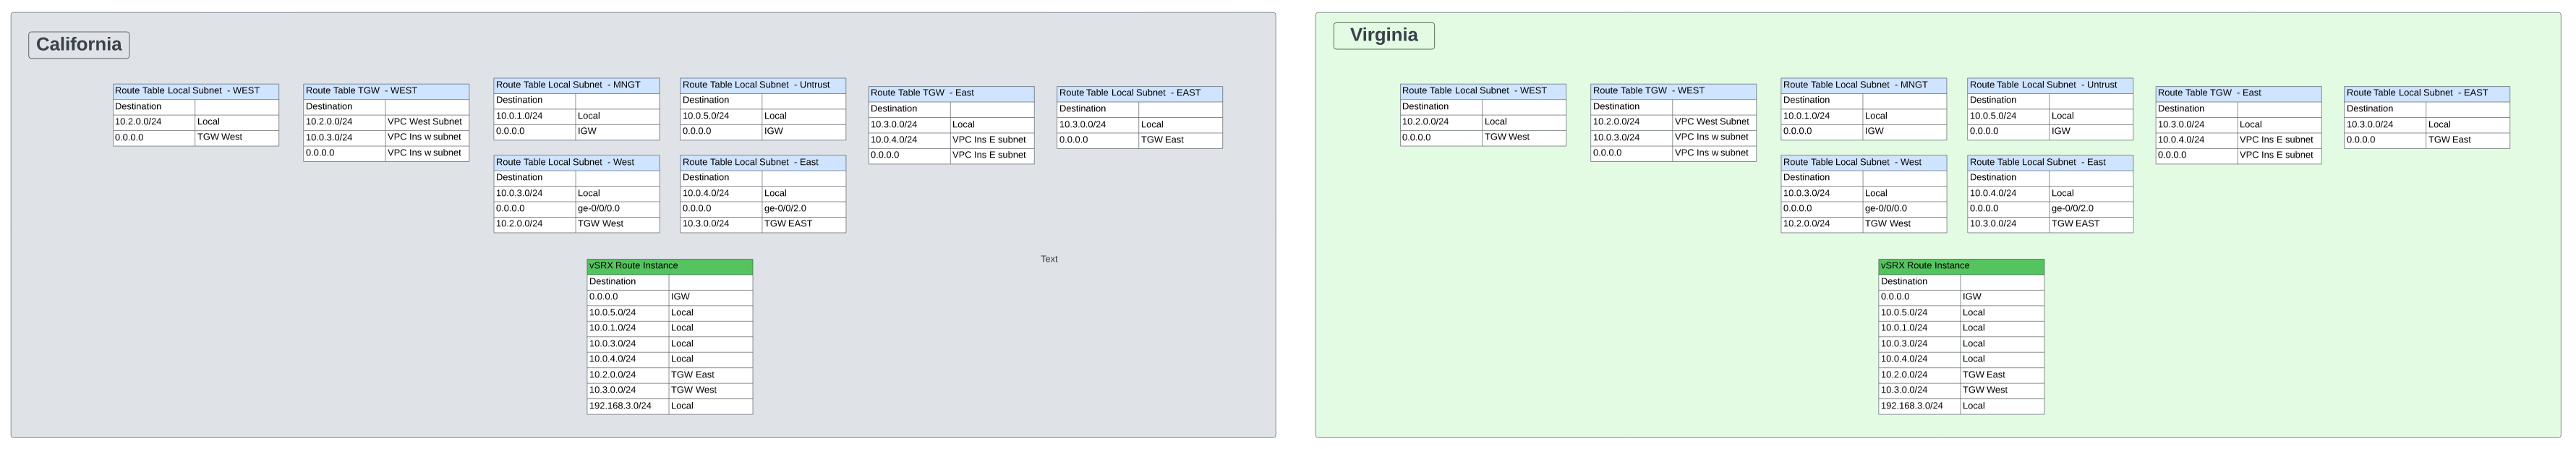 California
Route Table Local Subnet - WEST
Destination
10.2.0.0/24 Local
0.0.0.0 TGW West
Route Table TGW - WEST
Destination
10.2.0.0/24 VPC West Subnet
10.0.3.0/24 VPC Ins w subnet
0.0.0.0 VPC Ins w subnet
Route Table Local Subnet - MNGT
Destination
10.0.1.0/24 Local
0.0.0.0 IGW
Route Table Local Subnet - Untrust
Destination
10.0.5.0/24 Local
0.0.0.0 IGW
Route Table TGW - East
Destination
10.3.0.0/24 Local
10.0.4.0/24 VPC Ins E subnet
0.0.0.0 VPC Ins E subnet
Route Table Local Subnet - EAST
Destination
10.3.0.0/24 Local
0.0.0.0 TGW East
Route Table Local Subnet - West
Destination
10.0.3.0/24 Local
0.0.0.0 ge-0/0/0.0
10.2.0.0/24 TGW West
Route Table Local Subnet - East
Destination
10.0.4.0/24 Local
0.0.0.0 ge-0/0/2.0
10.3.0.0/24 TGW EAST
Text
vSRX Route Instance
Destination
0.0.0.0 IGW
10.0.5.0/24 Local
10.0.1.0/24 Local
10.0.3.0/24 Local
10.0.4.0/24 Local
10.2.0.0/24 TGW East
10.3.0.0/24 TGW West
192.168.3.0/24 Local
Virginia
Route Table Local Subnet - WEST
Destination
10.2.0.0/24 Local
0.0.0.0 TGW West
Route Table TGW - WEST
Destination
10.2.0.0/24 VPC West Subnet
10.0.3.0/24 VPC Ins w subnet
0.0.0.0 VPC Ins w subnet
Route Table Local Subnet - MNGT
Destination
10.0.1.0/24 Local
0.0.0.0 IGW
Route Table Local Subnet - Untrust
Destination
10.0.5.0/24 Local
0.0.0.0 IGW
Route Table TGW - East
Destination
10.3.0.0/24 Local
10.0.4.0/24 VPC Ins E subnet
0.0.0.0 VPC Ins E subnet
Route Table Local Subnet - EAST
Destination
10.3.0.0/24 Local
0.0.0.0 TGW East
Route Table Local Subnet - West
Destination
10.0.3.0/24 Local
0.0.0.0 ge-0/0/0.0
10.2.0.0/24 TGW West
Route Table Local Subnet - East
Destination
10.0.4.0/24 Local
0.0.0.0 ge-0/0/2.0
10.3.0.0/24 TGW EAST
vSRX Route Instance
Destination
0.0.0.0 IGW
10.0.5.0/24 Local
10.0.1.0/24 Local
10.0.3.0/24 Local
10.0.4.0/24 Local
10.2.0.0/24 TGW East
10.3.0.0/24 TGW West
192.168.3.0/24 Local